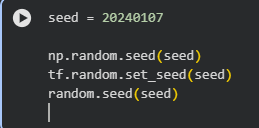 seed = 20240107
np.random.seed(seed)
tf.random.set_seed(seed)
random.seed(seed)